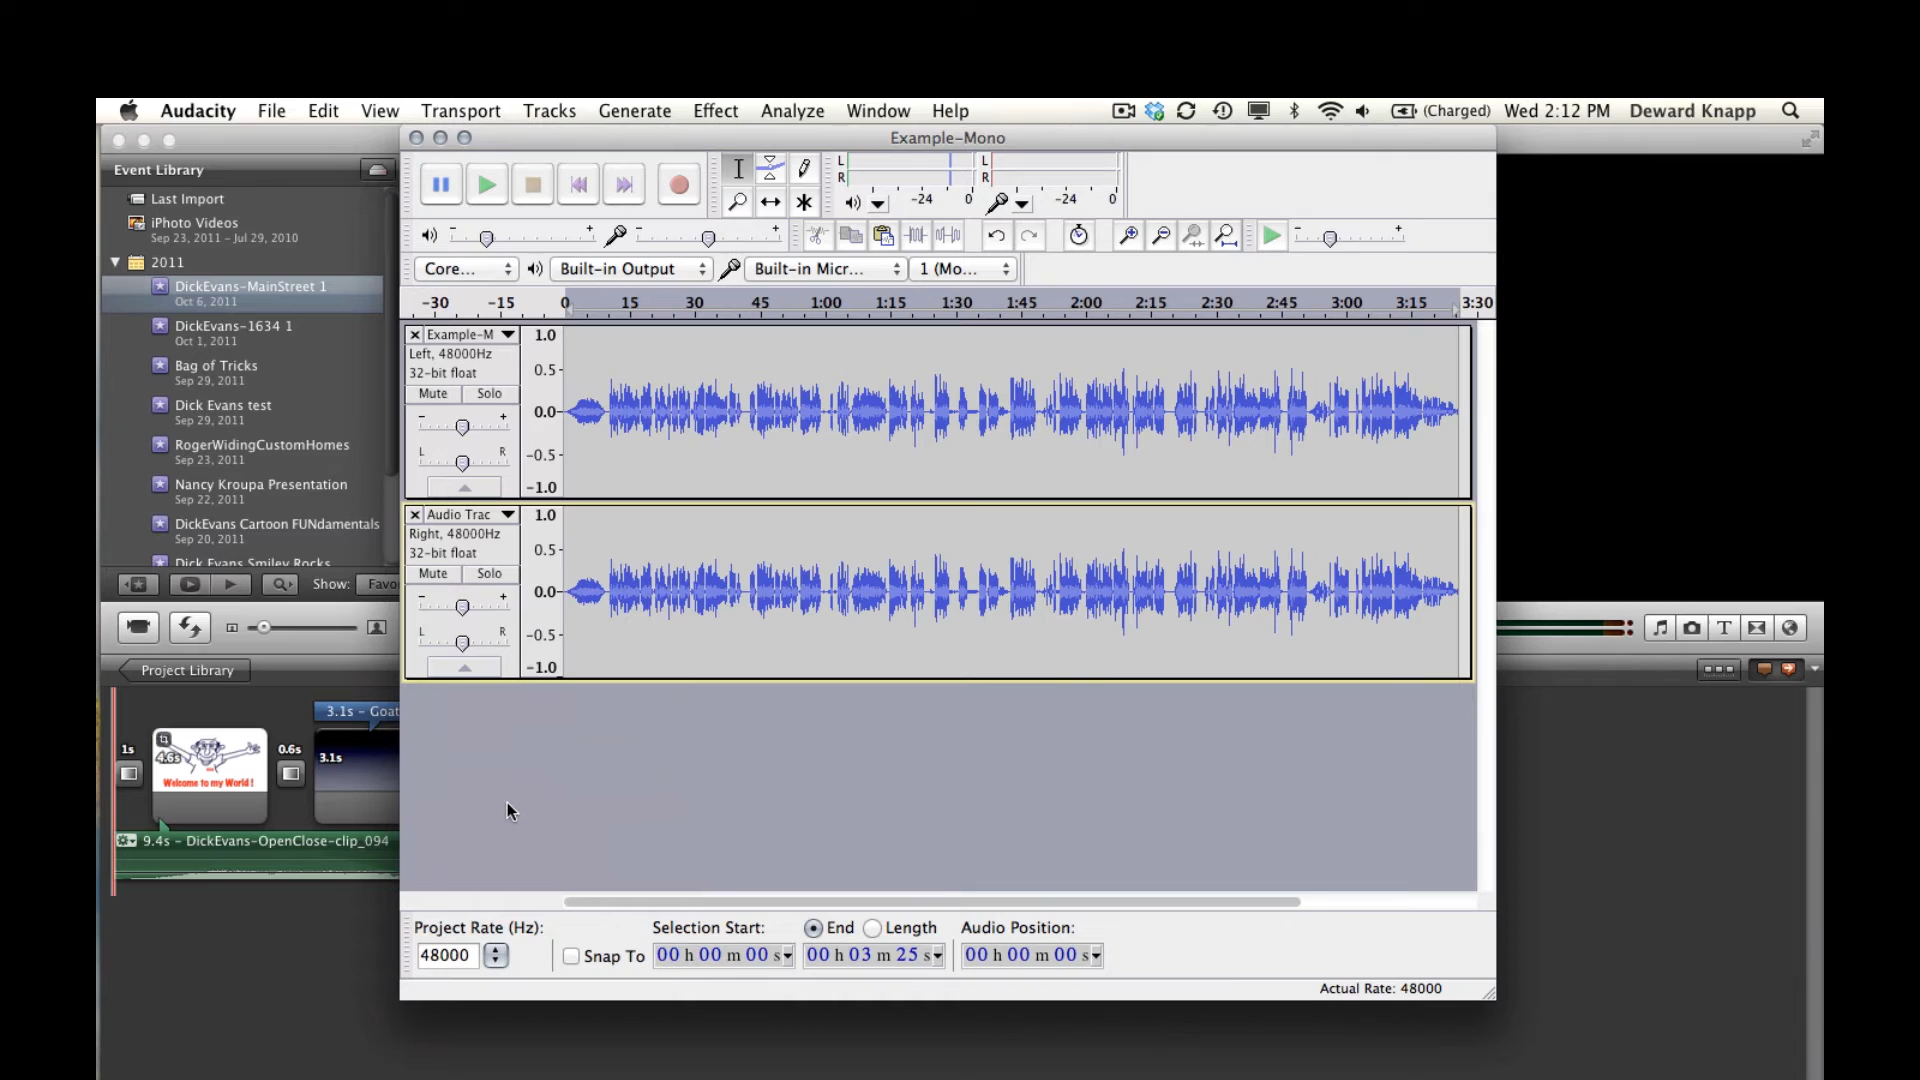 Audacity File Edit View Transport Tracks Generate Effect Analyze Window Help (Charged) Wed 2:12 PM Deward Knapp
Example-Mono
Event Library
Last Import
iPhoto Videos
Sep 23, 2011 – Jul 29, 2010
2011
DickEvans-MainStreet 1
Oct 6, 2011
DickEvans-1634 1
Oct 1, 2011
Bag of Tricks
Sep 29, 2011
Dick Evans test
Sep 29, 2011
RogerWidingCustomHomes
Sep 23, 2011
Nancy Kroupa Presentation
Sep 22, 2011
DickEvans Cartoon FUNdamentals
Sep 20, 2011
Dick Evans Smiley Rocks
Show: Favo
Project Library
3.1s – Goat
1s 4.6s 0.6s 3.1s
Welcome to my World !
9.4s – DickEvans-OpenClose-clip_094
L R -24 0 L R -24 0
- + - + - +
Core... Built-in Output Built-in Micr... 1 (Mo...
-30 -15 0 15 30 45 1:00 1:15 1:30 1:45 2:00 2:15 2:30 2:45 3:00 3:15 3:30
Example-M
Left, 48000Hz
32-bit float
Mute Solo
- +
L R
1.0
0.5
0.0
-0.5
-1.0
Audio Trac
Right, 48000Hz
32-bit float
Mute Solo
- +
L R
1.0
0.5
0.0
-0.5
-1.0
Project Rate (Hz): Selection Start: End Length Audio Position:
48000 Snap To 00 h 00 m 00 s 00 h 03 m 25 s 00 h 00 m 00 s
Actual Rate: 48000